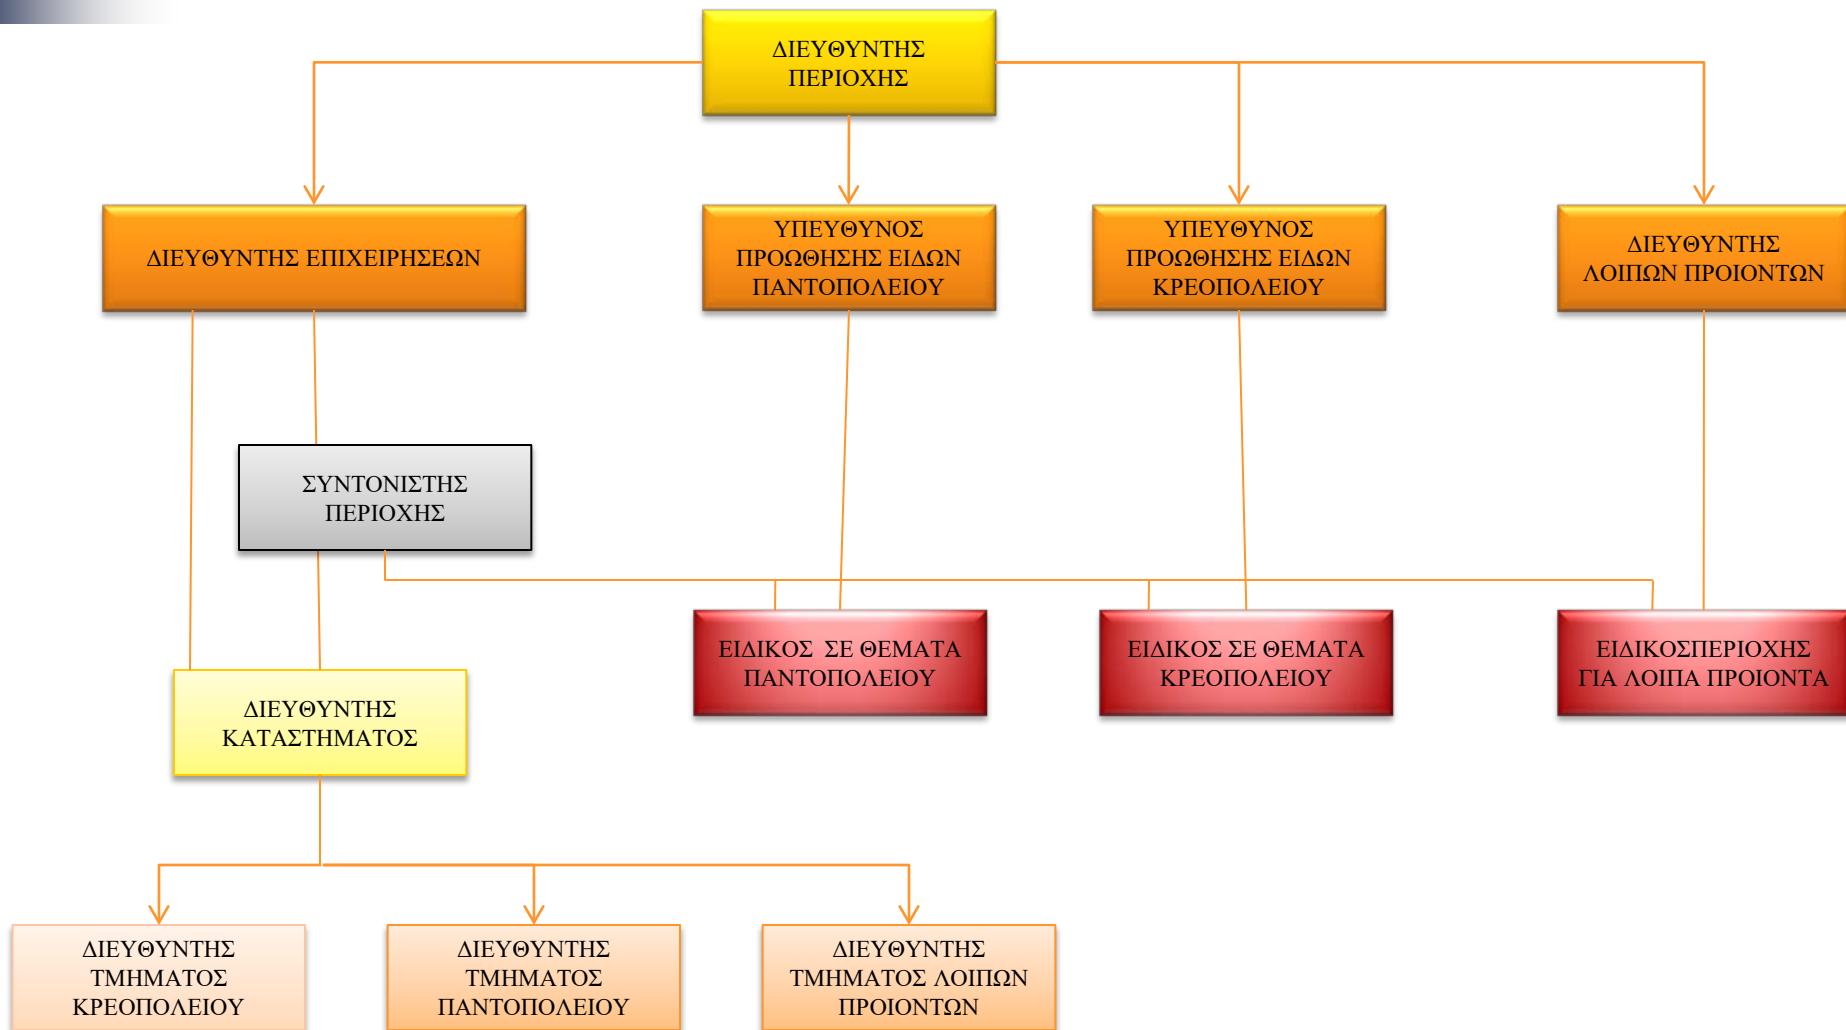 ΔΙΕΥΘΥΝΤΗΣ
ΠΕΡΙΟΧΗΣ
ΔΙΕΥΘΥΝΤΗΣ ΕΠΙΧΕΙΡΗΣΕΩΝ
ΥΠΕΥΘΥΝΟΣ
ΠΡΟΩΘΗΣΗΣ ΕΙΔΩΝ
ΠΑΝΤΟΠΟΛΕΙΟΥ
ΥΠΕΥΘΥΝΟΣ
ΠΡΟΩΘΗΣΗΣ ΕΙΔΩΝ
ΚΡΕΟΠΟΛΕΙΟΥ
ΔΙΕΥΘΥΝΤΗΣ
ΛΟΙΠΩΝ ΠΡΟΙΟΝΤΩΝ
ΣΥΝΤΟΝΙΣΤΗΣ
ΠΕΡΙΟΧΗΣ
ΕΙΔΙΚΟΣ ΣΕ ΘΕΜΑΤΑ
ΠΑΝΤΟΠΟΛΕΙΟΥ
ΕΙΔΙΚΟΣ ΣΕ ΘΕΜΑΤΑ
ΚΡΕΟΠΟΛΕΙΟΥ
ΕΙΔΙΚΟΣΠΕΡΙΟΧΗΣ
ΓΙΑ ΛΟΙΠΑ ΠΡΟΙΟΝΤΑ
ΔΙΕΥΘΥΝΤΗΣ
ΚΑΤΑΣΤΗΜΑΤΟΣ
ΔΙΕΥΘΥΝΤΗΣ
ΤΜΗΜΑΤΟΣ
ΚΡΕΟΠΟΛΕΙΟΥ
ΔΙΕΥΘΥΝΤΗΣ
ΤΜΗΜΑΤΟΣ
ΠΑΝΤΟΠΟΛΕΙΟΥ
ΔΙΕΥΘΥΝΤΗΣ
ΤΜΗΜΑΤΟΣ ΛΟΙΠΩΝ
ΠΡΟΙΟΝΤΩΝ